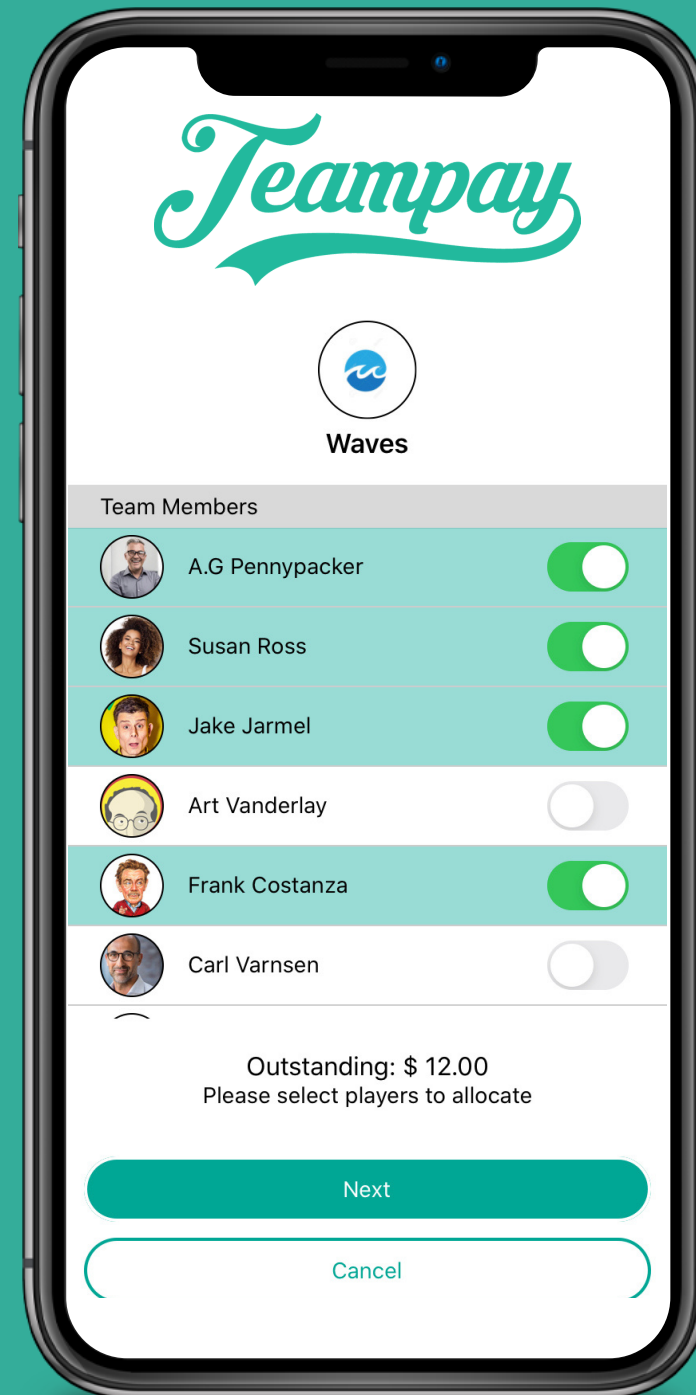 Teampay
Waves
Team Members
A.G Pennypacker
Susan Ross
Jake Jarmel
Art Vanderlay
Frank Costanza
Carl Varnsen
Outstanding: $ 12.00
Please select players to allocate
Next
Cancel